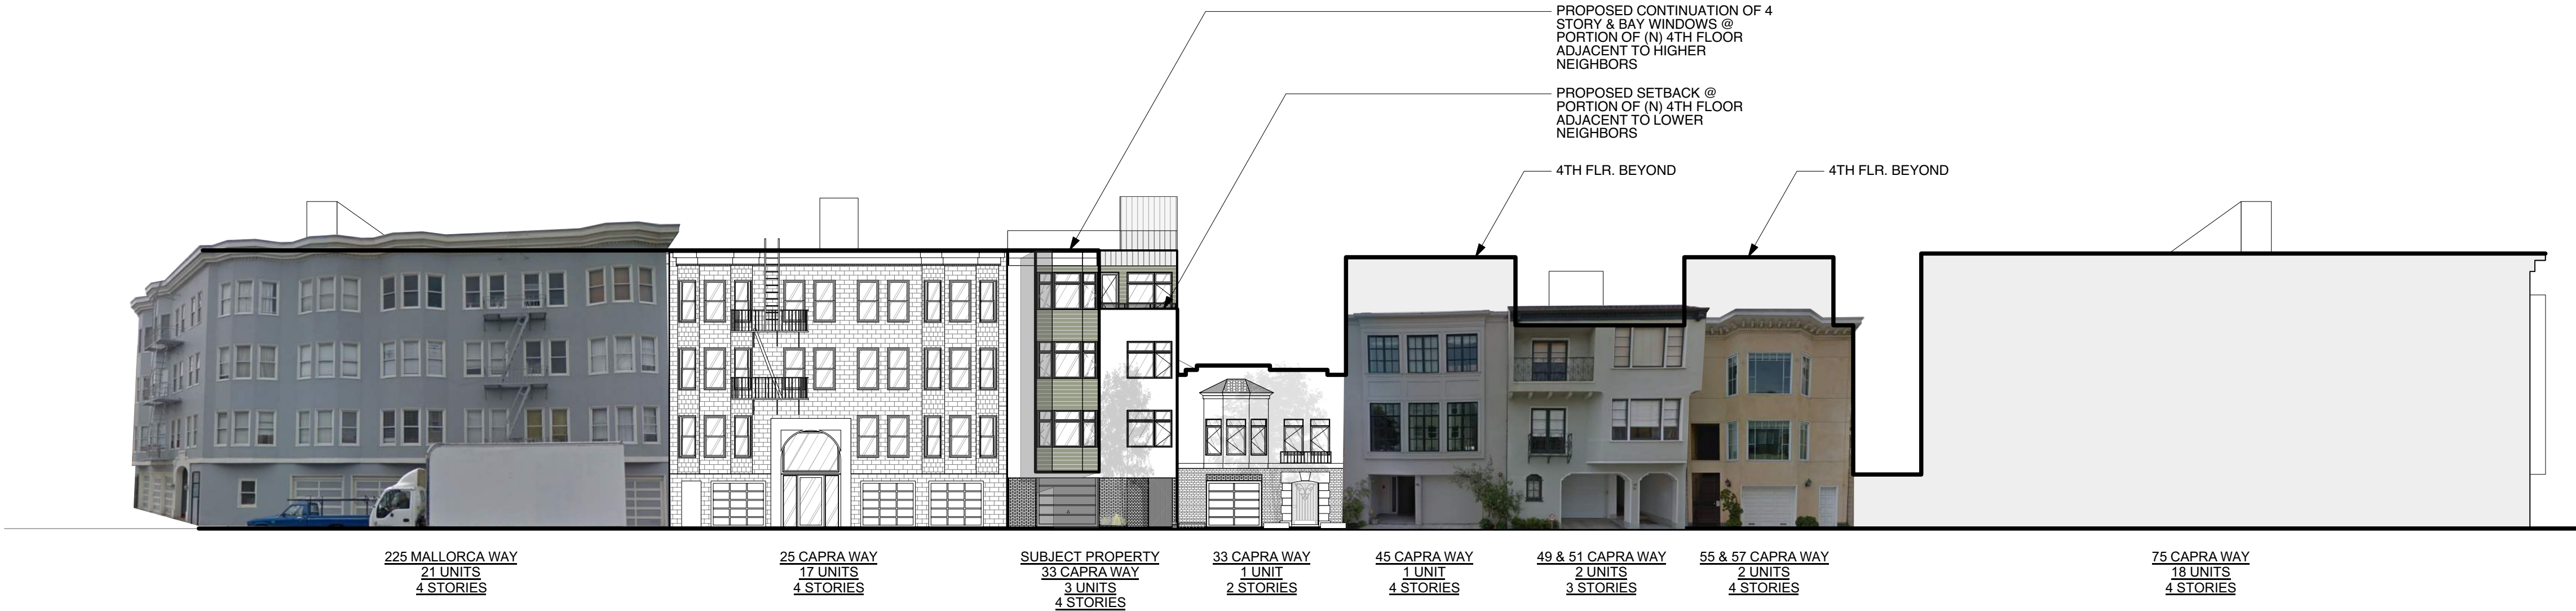 PROPOSED CONTINUATION OF 4
STORY & BAY WINDOWS @
PORTION OF (N) 4TH FLOOR
ADJACENT TO HIGHER
NEIGHBORS
PROPOSED SETBACK @
PORTION OF (N) 4TH FLOOR
ADJACENT TO LOWER
NEIGHBORS
4TH FLR. BEYOND
4TH FLR. BEYOND
225 MALLORCA WAY
21 UNITS
4 STORIES
25 CAPRA WAY
17 UNITS
4 STORIES
SUBJECT PROPERTY
33 CAPRA WAY
3 UNITS
4 STORIES
33 CAPRA WAY
1 UNIT
2 STORIES
45 CAPRA WAY
1 UNIT
4 STORIES
49 & 51 CAPRA WAY
2 UNITS
3 STORIES
55 & 57 CAPRA WAY
2 UNITS
4 STORIES
75 CAPRA WAY
18 UNITS
4 STORIES